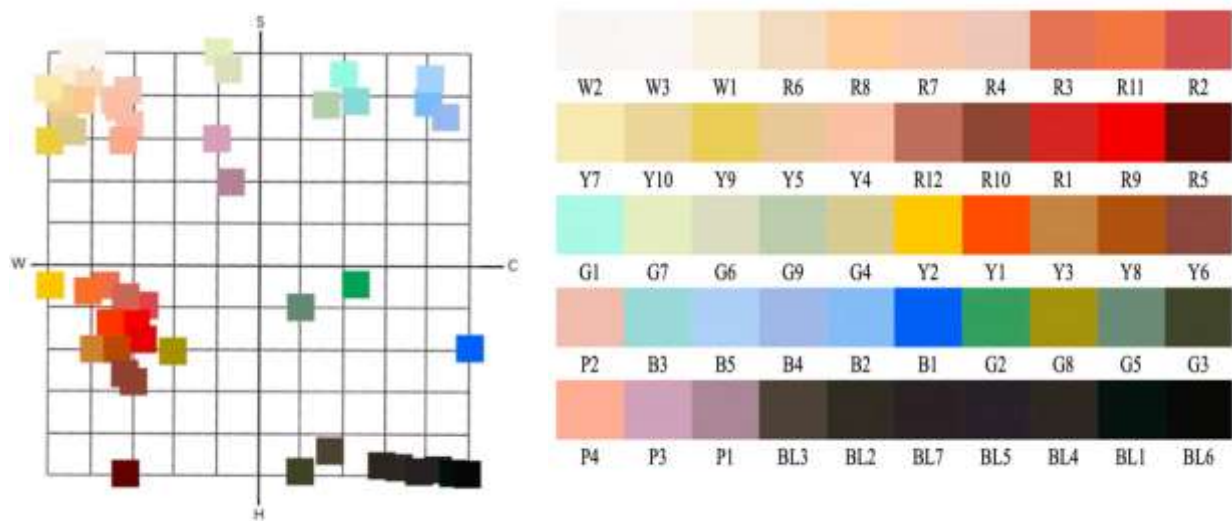 S
W2 W3 W1 R6 R8 R7 R4 R3 R11 R2
Y7 Y10 Y9 Y5 Y4 R12 R10 R1 R9 R5
W C
G1 G7 G6 G9 G4 Y2 Y1 Y3 Y8 Y6
P2 B3 B5 B4 B2 B1 G2 G8 G5 G3
P4 P3 P1 BL3 BL2 BL7 BL5 BL4 BL1 BL6
H